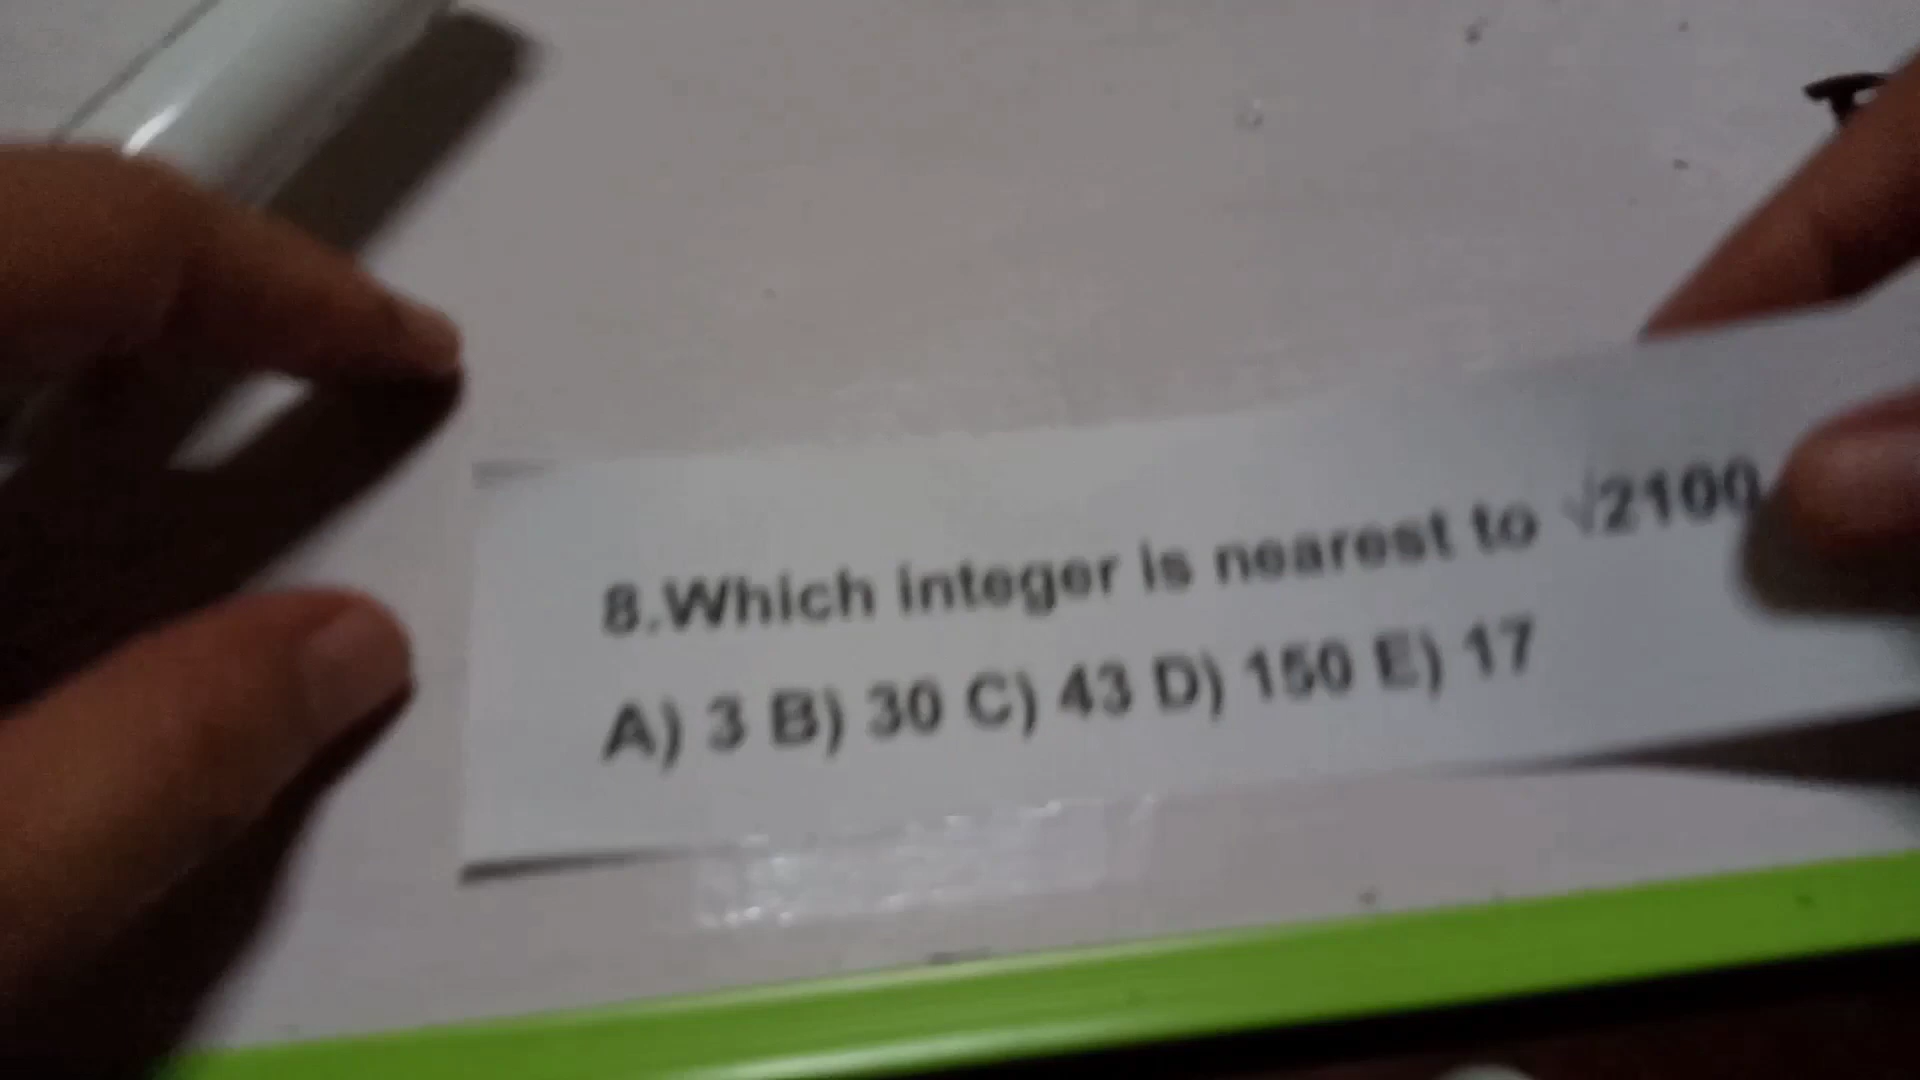 8.Which integer is nearest to √2100
A) 3 B) 30 C) 43 D) 150 E) 17